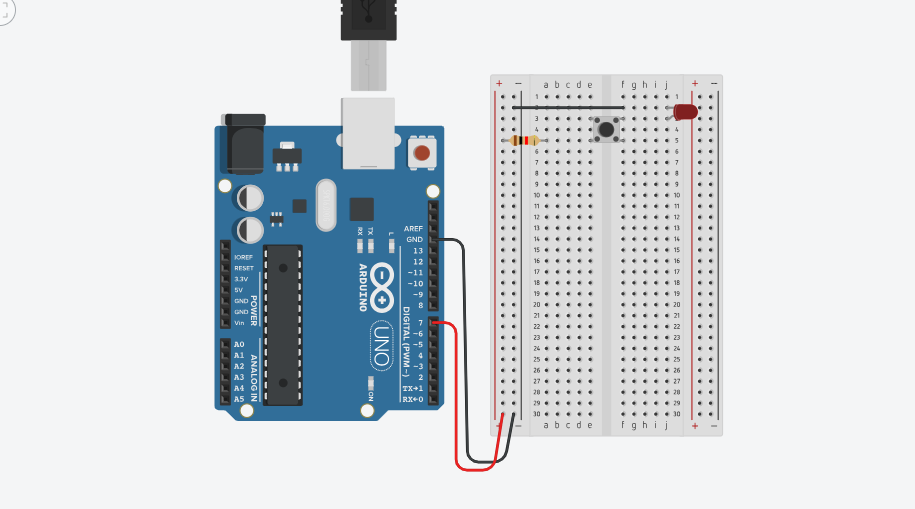 + − a b c d e f g h i j + −
1 1
2
3 3
4 4
5
6 6
7 7
8 8
9 9
10 10
11 11
12 12
13 13
14 14
15 15
16 16
17 17
18 18
19 19
20 20
21 21
22 22
23 23
24 24
25 25
26 26
27 27
28 28
29 29
30 30
+ − a b c d e f g h i j + −
AREF
GND
13
12
~11
~10
~9
8
7
~6
~5
4
~3
2
TX→1
RX←0
DIGITAL (PWM~)
RX
TX
L
ARDUINO
UNO
ON
IOREF
RESET
3.3V
5V
GND
GND
Vin
POWER
A0
A1
A2
A3
A4
A5
ANALOG IN